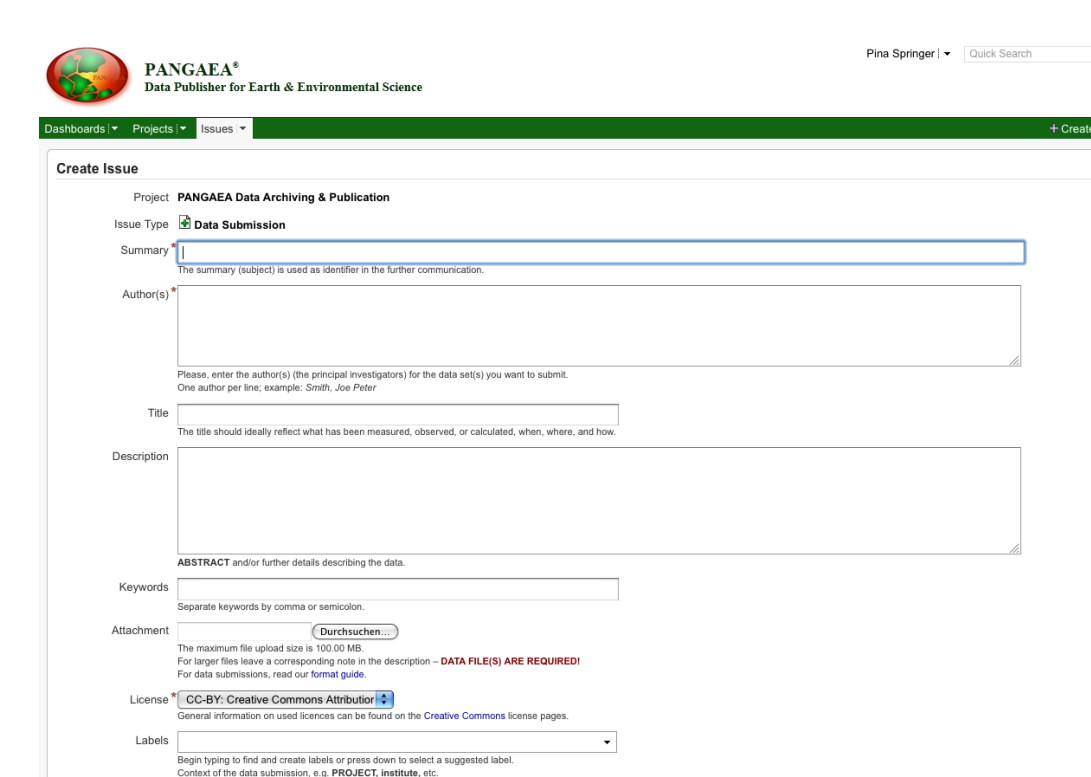 Pina Springer
Quick Search
PANGAEA®
Data Publisher for Earth & Environmental Science
Dashboards Projects Issues + Create
Create Issue
Project PANGAEA Data Archiving & Publication
Issue Type Data Submission
Summary *
The summary (subject) is used as identifier in the further communication.
Author(s) *
Please, enter the author(s) (the principal investigators) for the data set(s) you want to submit.
One author per line; example: Smith, Joe Peter
Title
The title should ideally reflect what has been measured, observed, or calculated, when, where, and how.
Description
ABSTRACT and/or further details describing the data.
Keywords
Separate keywords by comma or semicolon.
Attachment Durchsuchen...
The maximum file upload size is 100.00 MB.
For larger files leave a corresponding note in the description – DATA FILE(S) ARE REQUIRED!
For data submissions, read our format guide.
License * CC-BY: Creative Commons Attribution
General information on used licences can be found on the Creative Commons license pages.
Labels
Begin typing to find and create labels or press down to select a suggested label.
Context of the data submission, e.g. PROJECT, institute, etc.